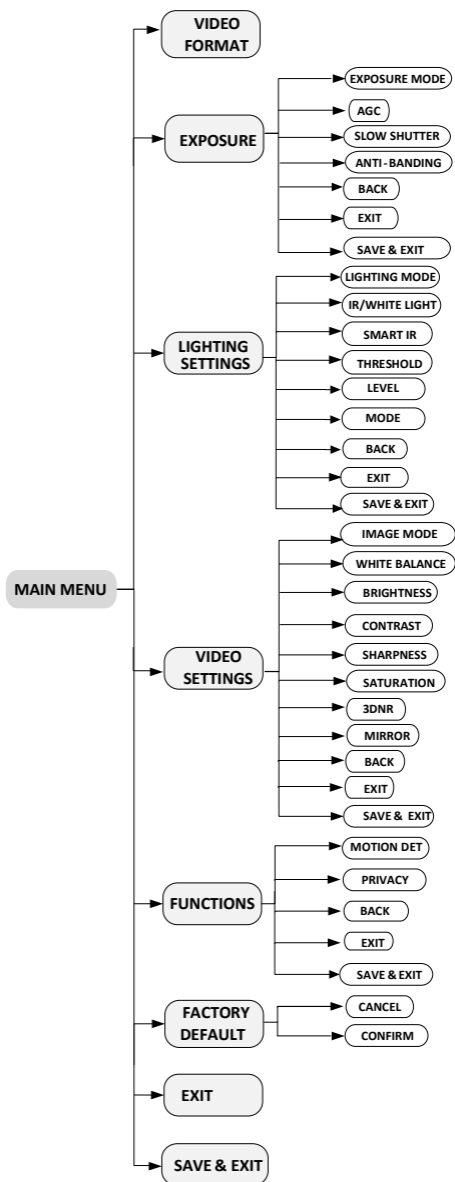 VIDEO
FORMAT
EXPOSURE MODE
AGC
EXPOSURE
SLOW SHUTTER
ANTI-BANDING
BACK
EXIT
SAVE & EXIT
LIGHTING MODE
IR/WHITE LIGHT
SMART IR
LIGHTING
SETTINGS
THRESHOLD
LEVEL
MODE
BACK
EXIT
SAVE & EXIT
IMAGE MODE
WHITE BALANCE
MAIN MENU
BRIGHTNESS
CONTRAST
VIDEO
SETTINGS
SHARPNESS
SATURATION
3DNR
MIRROR
BACK
EXIT
SAVE & EXIT
MOTION DET
PRIVACY
FUNCTIONS
BACK
EXIT
SAVE & EXIT
FACTORY
DEFAULT
CANCEL
CONFIRM
EXIT
SAVE & EXIT